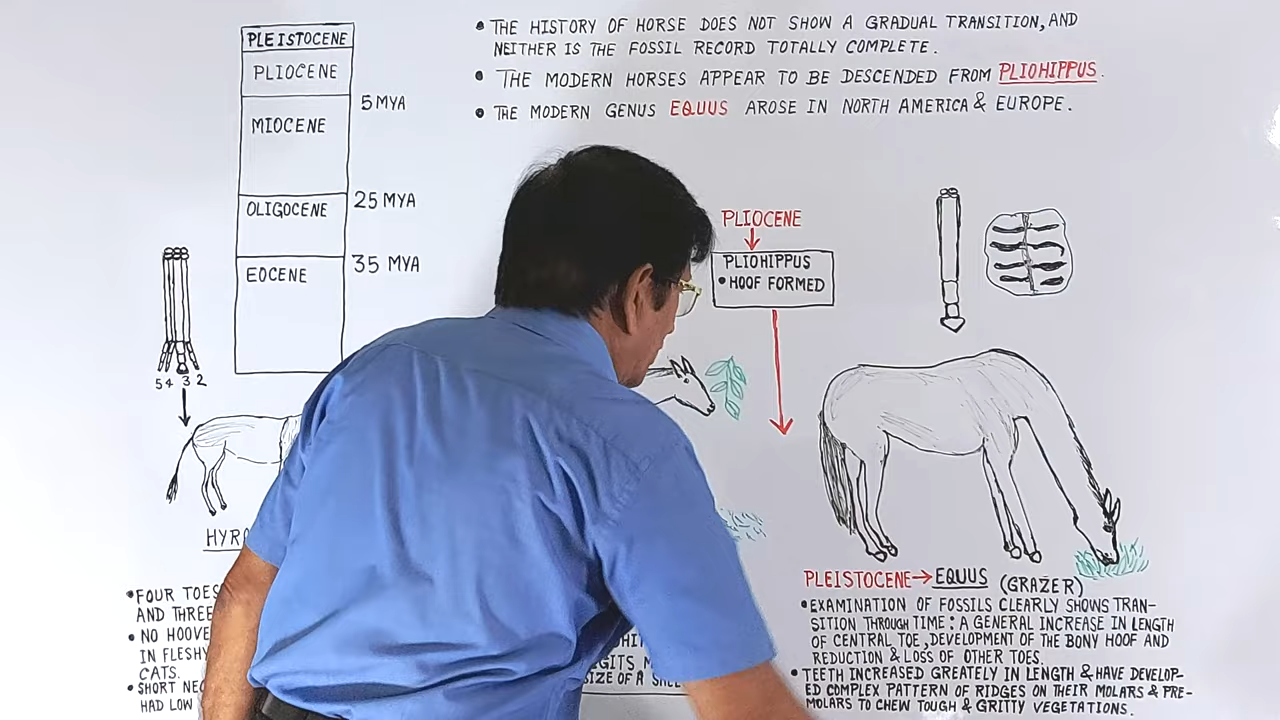 PLEISTOCENE
PLIOCENE
5 MYA
MIOCENE
25 MYA
OLIGOCENE
35 MYA
EOCENE
• THE HISTORY OF HORSE DOES NOT SHOW A GRADUAL TRANSITION, AND
NEITHER IS THE FOSSIL RECORD TOTALLY COMPLETE.
• THE MODERN HORSES APPEAR TO BE DESCENDED FROM PLIOHIPPUS.
• THE MODERN GENUS EQUUS AROSE IN NORTH AMERICA & EUROPE.
PLIOCENE
PLIOHIPPUS
• HOOF FORMED
5 4 3 2
• FOUR TOES
AND THREE
• NO
IN FLESHY
CATS.
• SHORT
HAD LOW
SIZE OF A
PLEISTOCENE → EQUUS (GRAZER)
• EXAMINATION OF FOSSILS CLEARLY SHOWS TRAN-
SITION THROUGH TIME: A GENERAL INCREASE IN LENGTH
OF CENTRAL TOE, DEVELOPMENT OF THE BONY HOOF AND
REDUCTION & LOSS OF OTHER TOES.
• TEETH INCREASED GREATELY IN LENGTH & HAVE DEVELOP-
ED COMPLEX PATTERN OF RIDGES ON THEIR MOLARS & PRE-
MOLARS TO CHEW TOUGH & GRITTY VEGETATIONS.